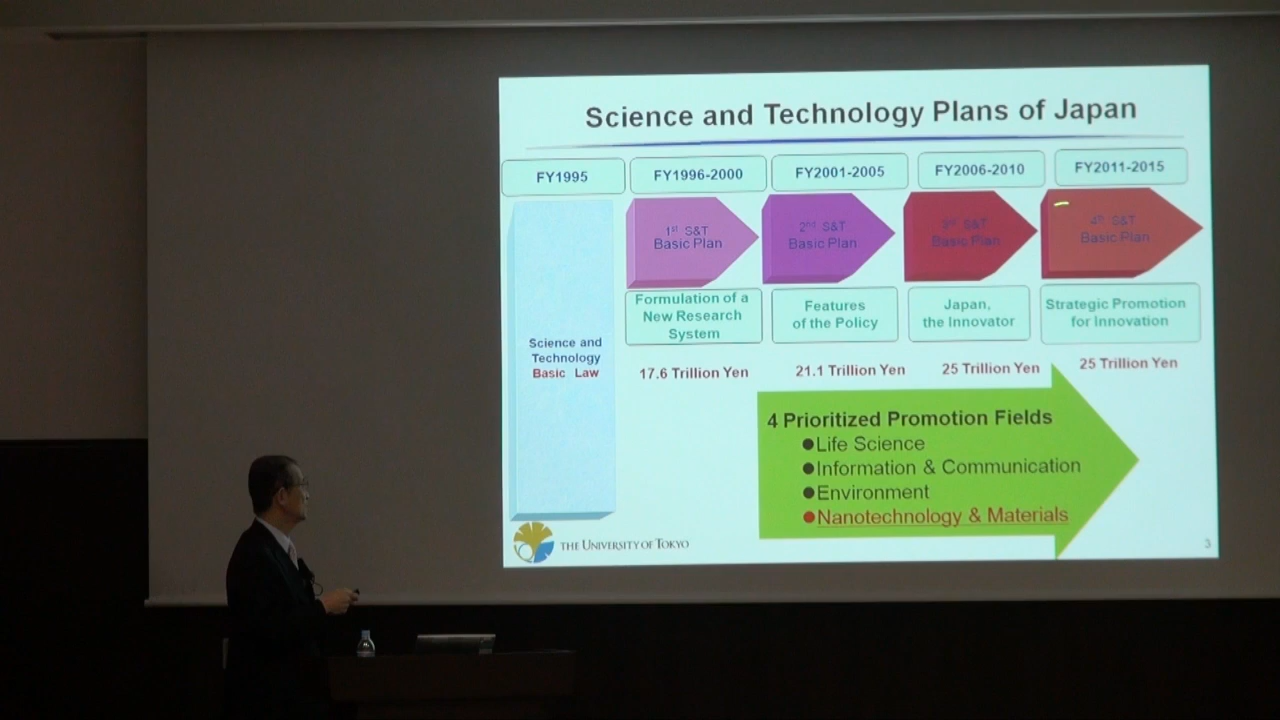 Science and Technology Plans of Japan
FY1995
FY1996-2000
FY2001-2005
FY2006-2010
FY2011-2015
1st S&T
Basic Plan
2nd S&T
Basic Plan
3rd S&T
Basic Plan
4th S&T
Basic Plan
Formulation of a
New Research
System
Features
of the Policy
Japan,
the Innovator
Strategic Promotion
for Innovation
Science and
Technology
Basic Law
17.6 Trillion Yen
21.1 Trillion Yen
25 Trillion Yen
25 Trillion Yen
4 Prioritized Promotion Fields
●Life Science
●Information & Communication
●Environment
●Nanotechnology & Materials
THE UNIVERSITY OF TOKYO
3